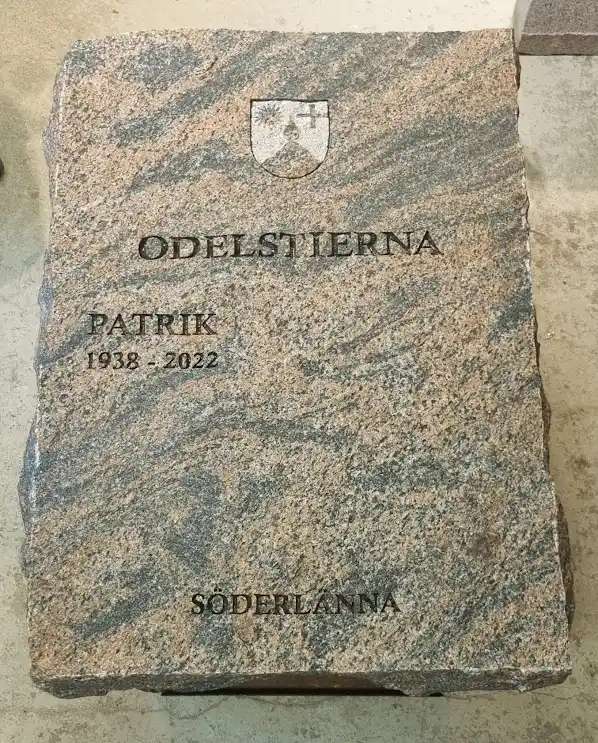 ODELSTIERNA
PATRIK
1938 - 2022
SÖDERLÄNNA